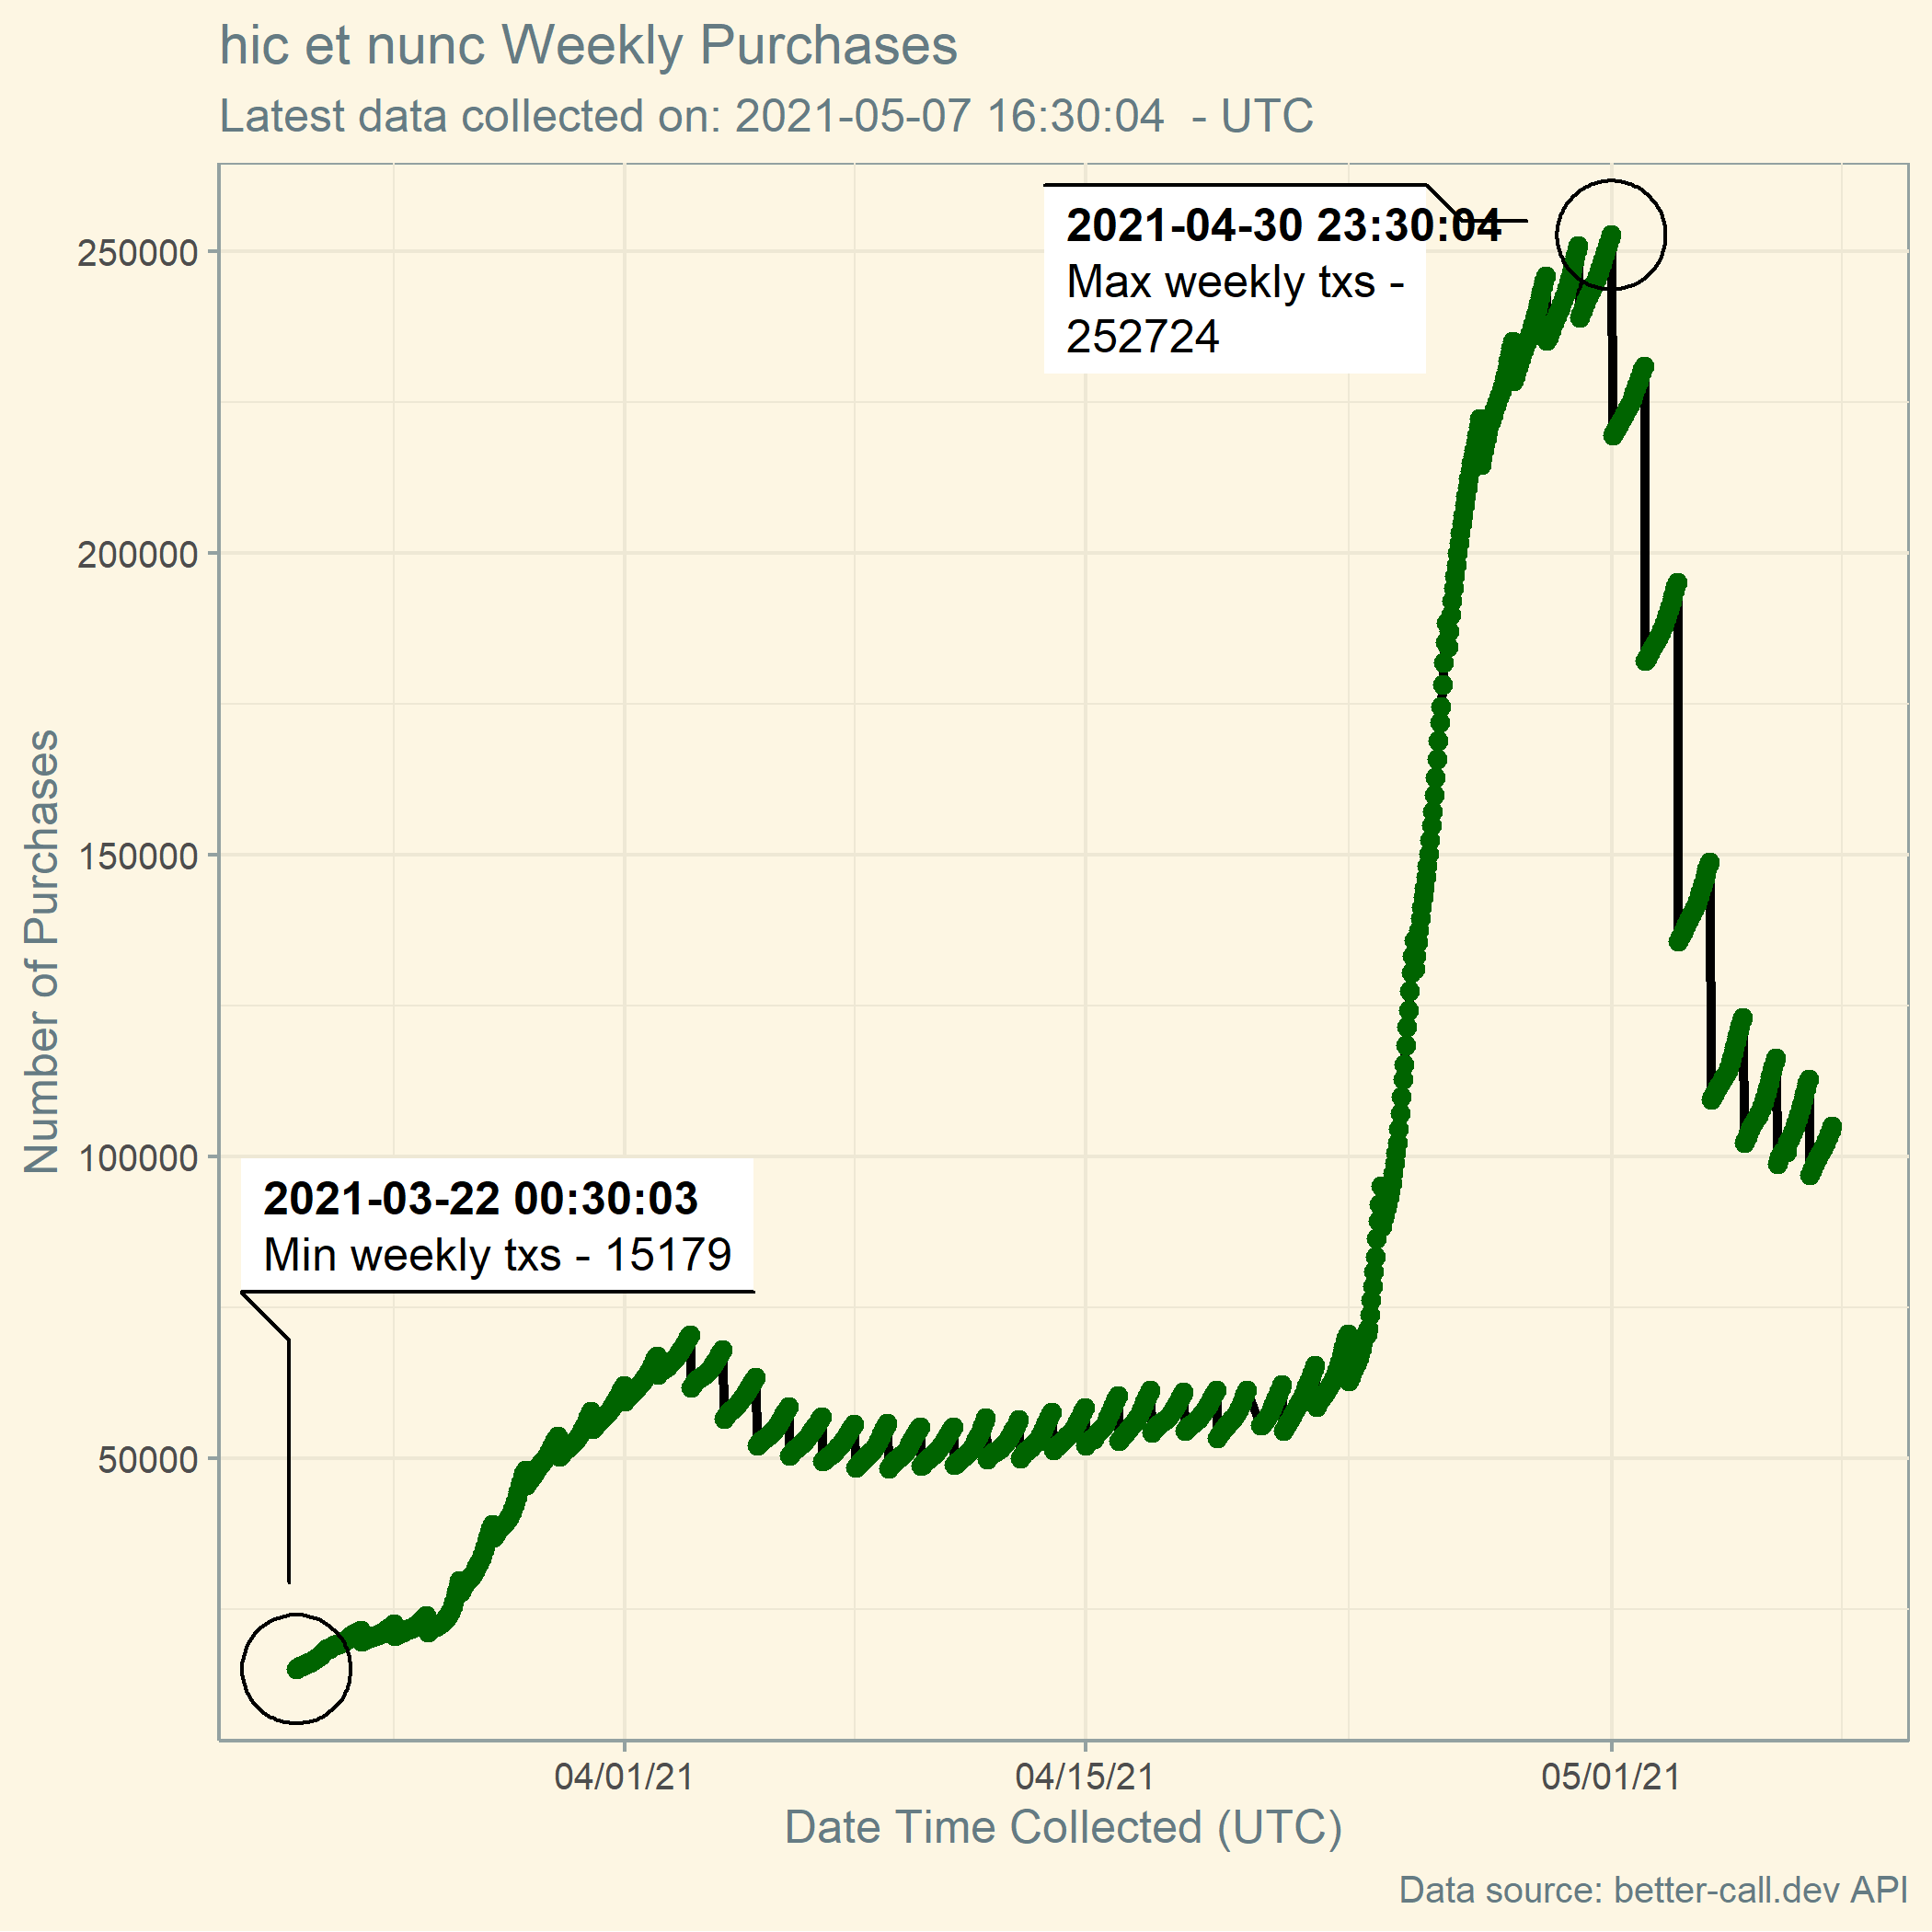 hic et nunc Weekly Purchases
Latest data collected on: 2021-05-07 16:30:04  - UTC
2021-04-30 23:30:04
Max weekly txs -
252724
2021-03-22 00:30:03
Min weekly txs - 15179
Number of Purchases
250000
200000
150000
100000
50000
04/01/21
04/15/21
05/01/21
Date Time Collected (UTC)
Data source: better-call.dev API